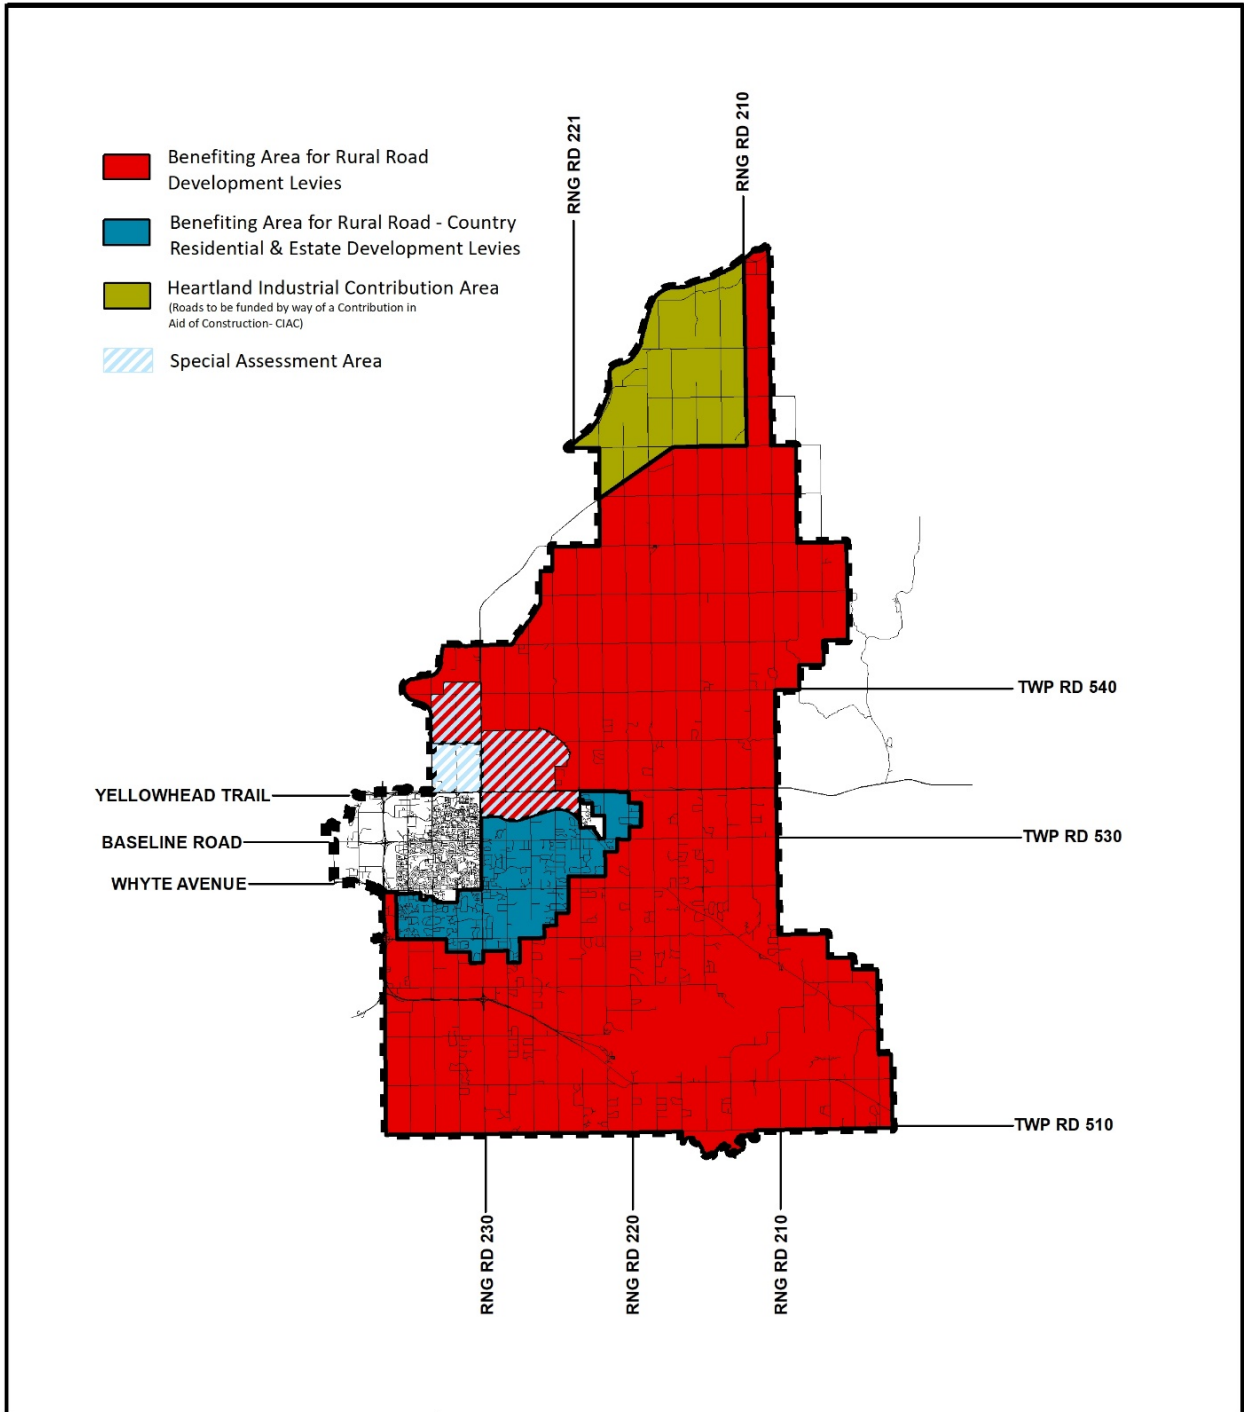 RNG RD 221
RNG RD 210
Benefiting Area for Rural Road
Development Levies
Benefiting Area for Rural Road - Country
Residential & Estate Development Levies
Heartland Industrial Contribution Area
(Roads to be funded by way of a Contribution in
Aid of Construction- CIAC)
Special Assessment Area
TWP RD 540
YELLOWHEAD TRAIL
BASELINE ROAD
TWP RD 530
WHYTE AVENUE
TWP RD 510
RNG RD 230
RNG RD 220
RNG RD 210